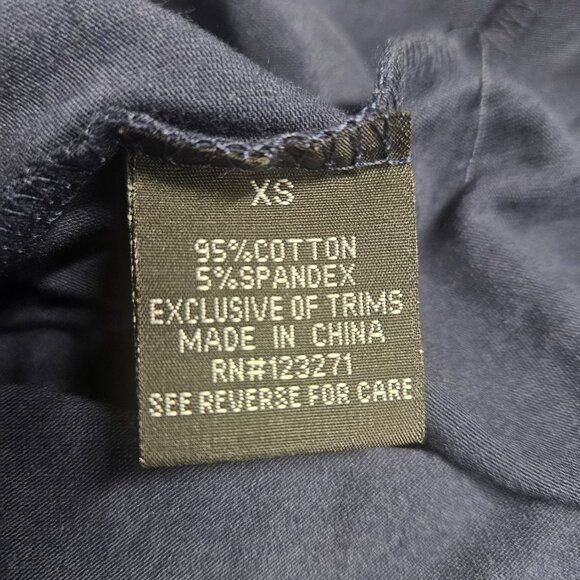 XS
95%COTTON
5%SPANDEX
EXCLUSIVE OF TRIMS
MADE IN CHINA
RN#123271
SEE REVERSE FOR CARE